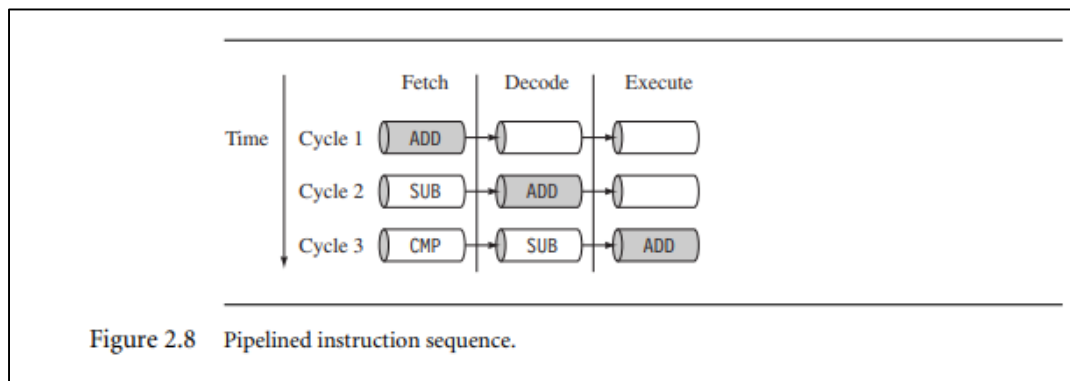 Fetch Decode Execute
Time Cycle 1 ADD
Cycle 2 SUB ADD
Cycle 3 CMP SUB ADD
Figure 2.8 Pipelined instruction sequence.